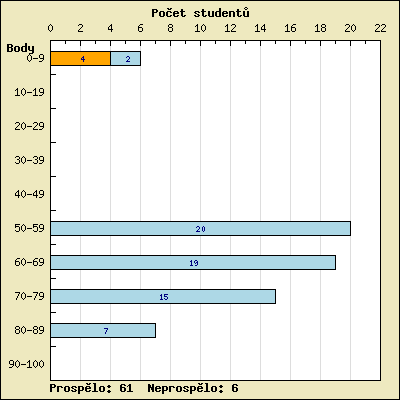 Počet studentů
0 2 4 6 8 10 12 14 16 18 20 22
Body
0-9 4 2
10-19
20-29
30-39
40-49
50-59 20
60-69 19
70-79 15
80-89 7
90-100
Prospělo: 61 Neprospělo: 6